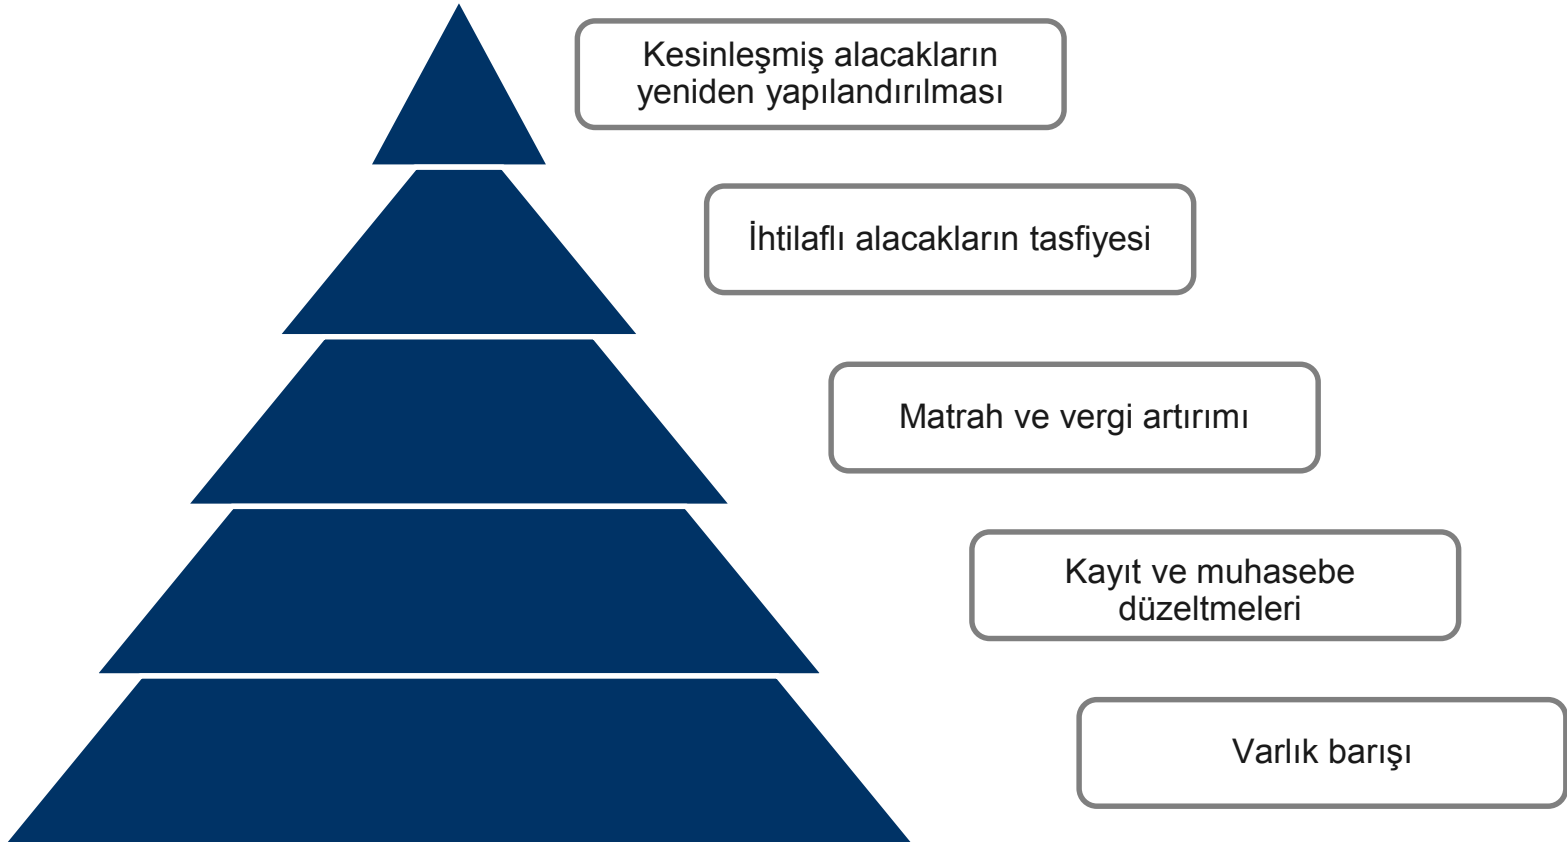 Kesinleşmiş alacakların
yeniden yapılandırılması
İhtilaflı alacakların tasfiyesi
Matrah ve vergi artırımı
Kayıt ve muhasebe
düzeltmeleri
Varlık barışı